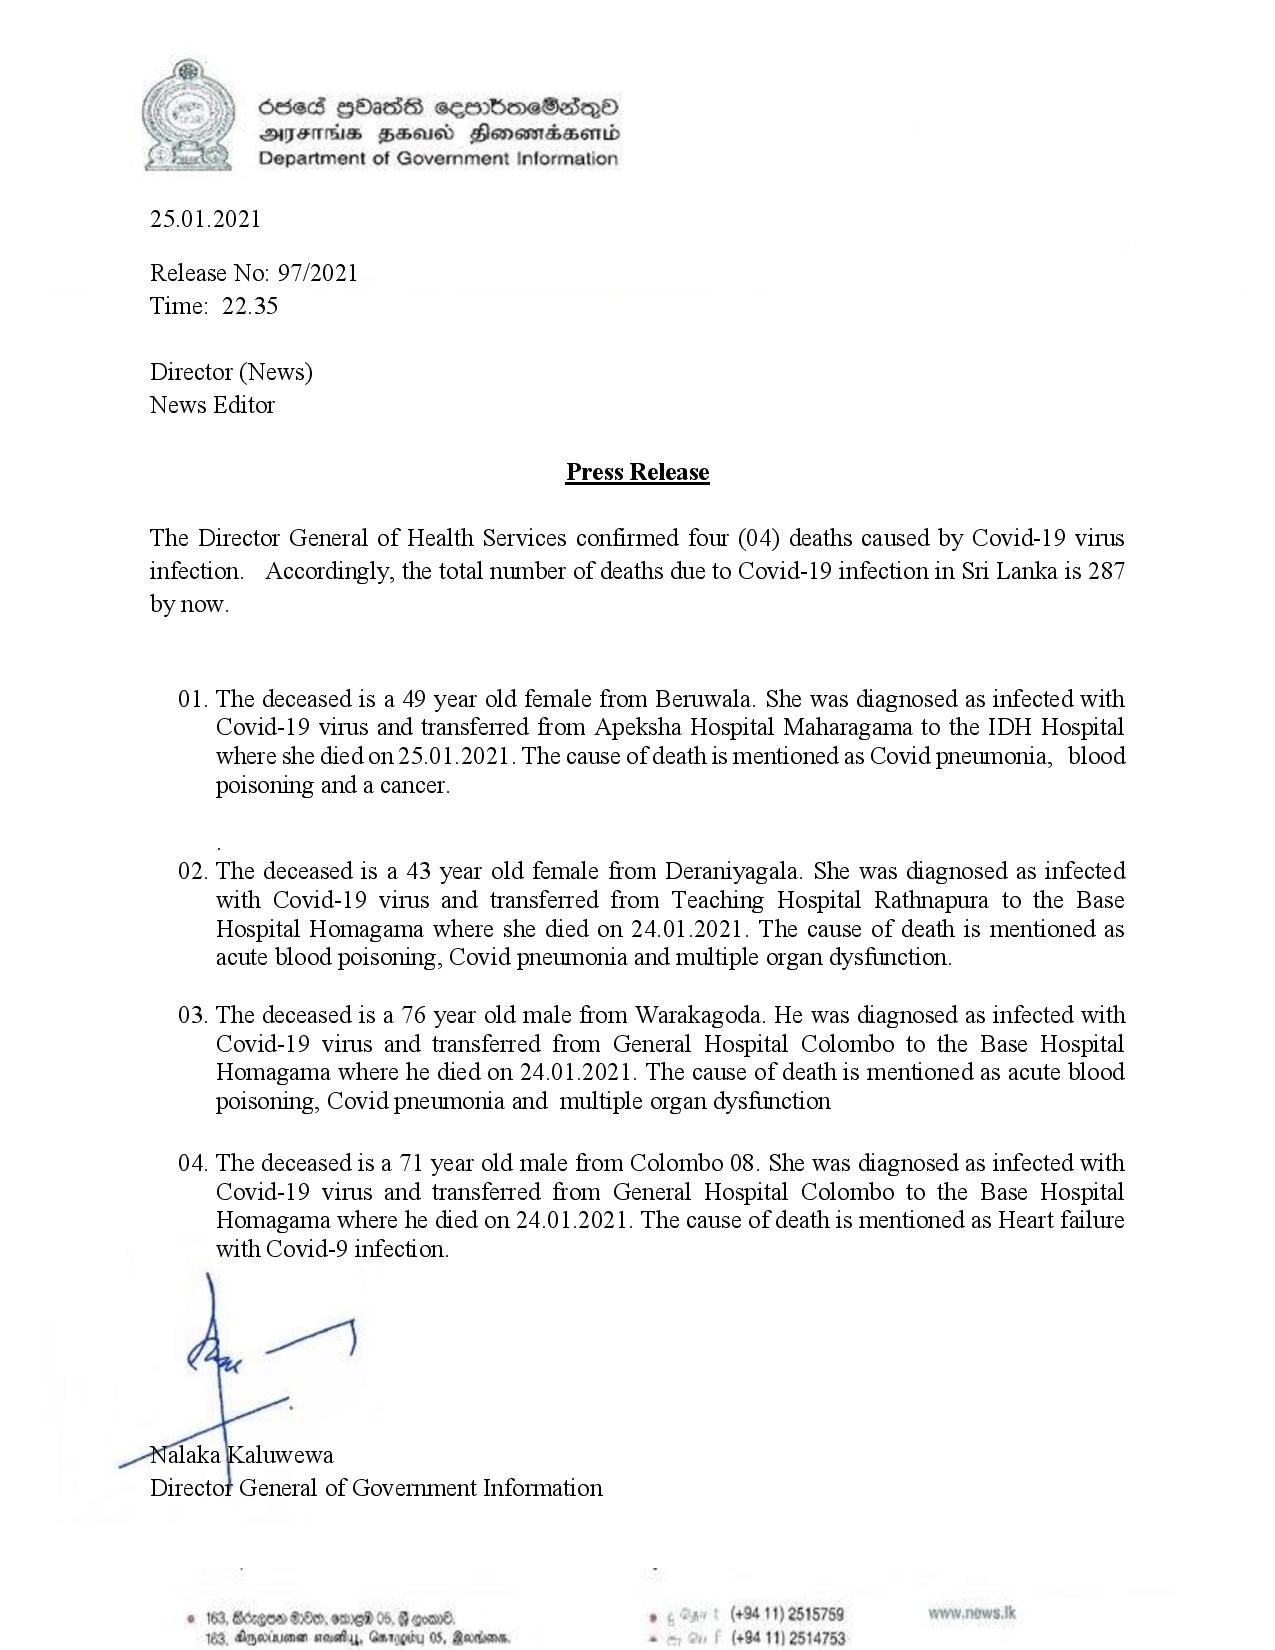 රජයේ ප්‍රවෘත්ති දෙපාර්තමේන්තුව
அரசாங்க தகவல் திணைக்களம்
Department of Government Information
25.01.2021
Release No: 97/2021
Time: 22.35
Director (News)
News Editor
Press Release
The Director General of Health Services confirmed four (04) deaths caused by Covid-19 virus
infection. Accordingly, the total number of deaths due to Covid-19 infection in Sri Lanka is 287
by now.
01. The deceased is a 49 year old female from Beruwala. She was diagnosed as infected with
Covid-19 virus and transferred from Apeksha Hospital Maharagama to the IDH Hospital
where she died on 25.01.2021. The cause of death is mentioned as Covid pneumonia, blood
poisoning and a cancer.
.
02. The deceased is a 43 year old female from Deraniyagala. She was diagnosed as infected
with Covid-19 virus and transferred from Teaching Hospital Rathnapura to the Base
Hospital Homagama where she died on 24.01.2021. The cause of death is mentioned as
acute blood poisoning, Covid pneumonia and multiple organ dysfunction.
03. The deceased is a 76 year old male from Warakagoda. He was diagnosed as infected with
Covid-19 virus and transferred from General Hospital Colombo to the Base Hospital
Homagama where he died on 24.01.2021. The cause of death is mentioned as acute blood
poisoning, Covid pneumonia and multiple organ dysfunction
04. The deceased is a 71 year old male from Colombo 08. She was diagnosed as infected with
Covid-19 virus and transferred from General Hospital Colombo to the Base Hospital
Homagama where he died on 24.01.2021. The cause of death is mentioned as Heart failure
with Covid-9 infection.
Nalaka Kaluwewa
Director General of Government Information
163, කිරුලපන මාවත, කොළඹ 05, ශ්‍රී ලංකාව.
163, கிருலப்பனை எவனியூ, கொழும்பு 05, இலங்கை.
(+94 11) 2515759
(+94 11) 2514753
www.news.lk